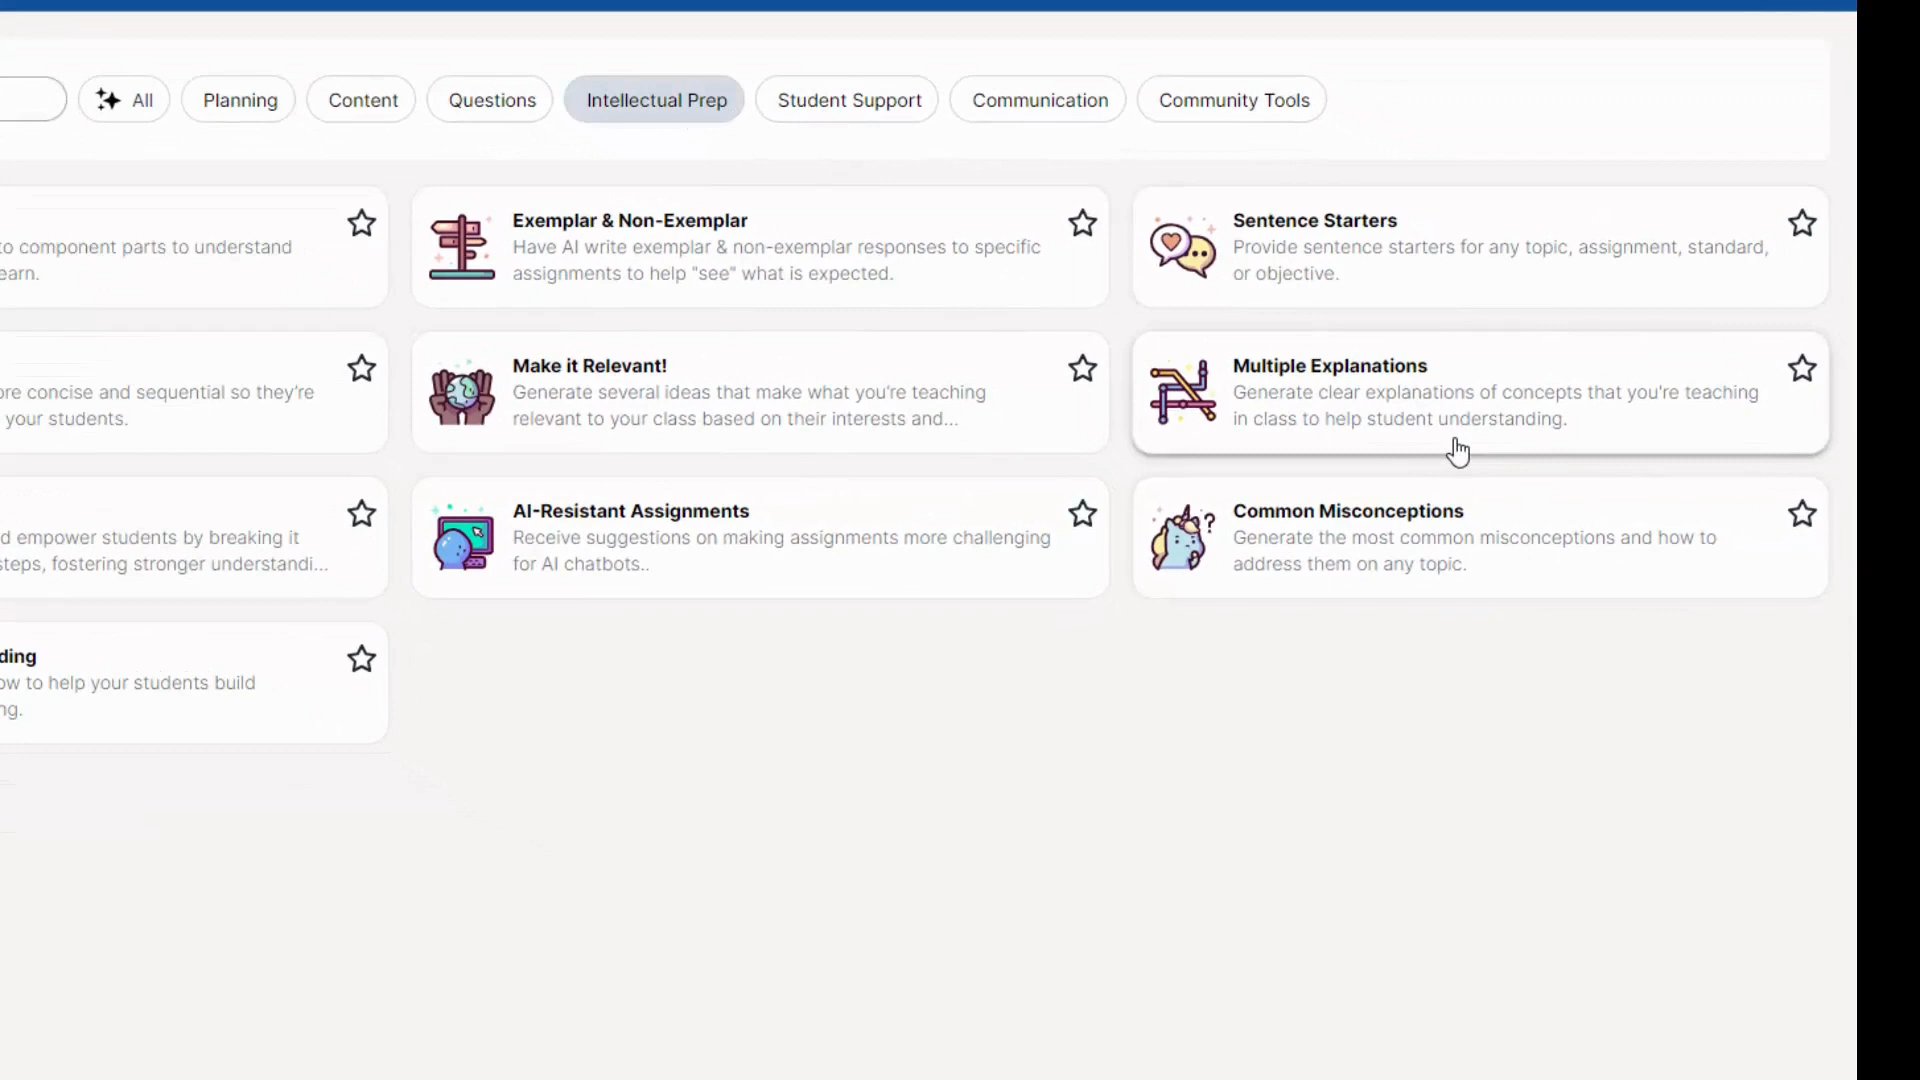 All
Planning
Content
Questions
Intellectual Prep
Student Support
Communication
Community Tools
to component parts to understand
earn.
Exemplar & Non-Exemplar
Have AI write exemplar & non-exemplar responses to specific
assignments to help "see" what is expected.
Sentence Starters
Provide sentence starters for any topic, assignment, standard,
or objective.
ore concise and sequential so they're
your students.
Make it Relevant!
Generate several ideas that make what you're teaching
relevant to your class based on their interests and...
Multiple Explanations
Generate clear explanations of concepts that you're teaching
in class to help student understanding.
d empower students by breaking it
steps, fostering stronger understandi...
AI-Resistant Assignments
Receive suggestions on making assignments more challenging
for AI chatbots..
Common Misconceptions
Generate the most common misconceptions and how to
address them on any topic.
ding
ow to help your students build
ng.